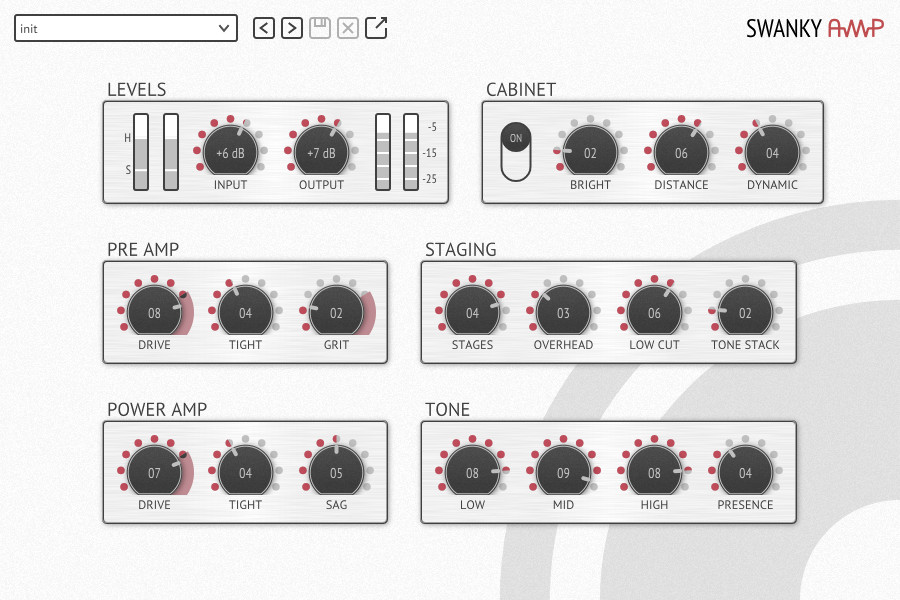 init
SWANKY AMP
LEVELS
CABINET
H
S
+6 dB
+7 dB
-5
-15
-25
INPUT
OUTPUT
ON
02
06
04
BRIGHT
DISTANCE
DYNAMIC
PRE AMP
STAGING
08
04
02
DRIVE
TIGHT
GRIT
04
03
06
02
STAGES
OVERHEAD
LOW CUT
TONE STACK
POWER AMP
TONE
07
04
05
DRIVE
TIGHT
SAG
08
09
08
04
LOW
MID
HIGH
PRESENCE